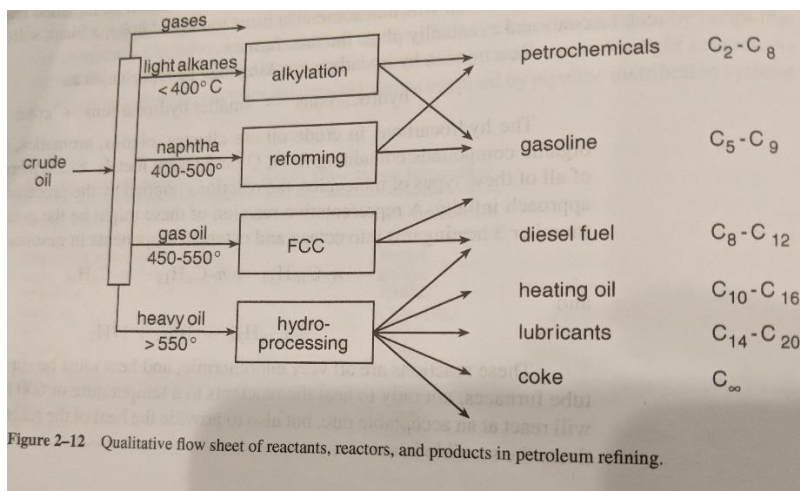 gases
light alkanes
<400°C
alkylation
petrochemicals C2-C8
naphtha
400-500°
reforming
gasoline C5-C9
crude
oil
gas oil
450-550°
FCC
diesel fuel C8-C12
heating oil C10-C16
heavy oil
>550°
hydro-
processing
lubricants C14-C20
coke C∞
Figure 2–12 Qualitative flow sheet of reactants, reactors, and products in petroleum refining.